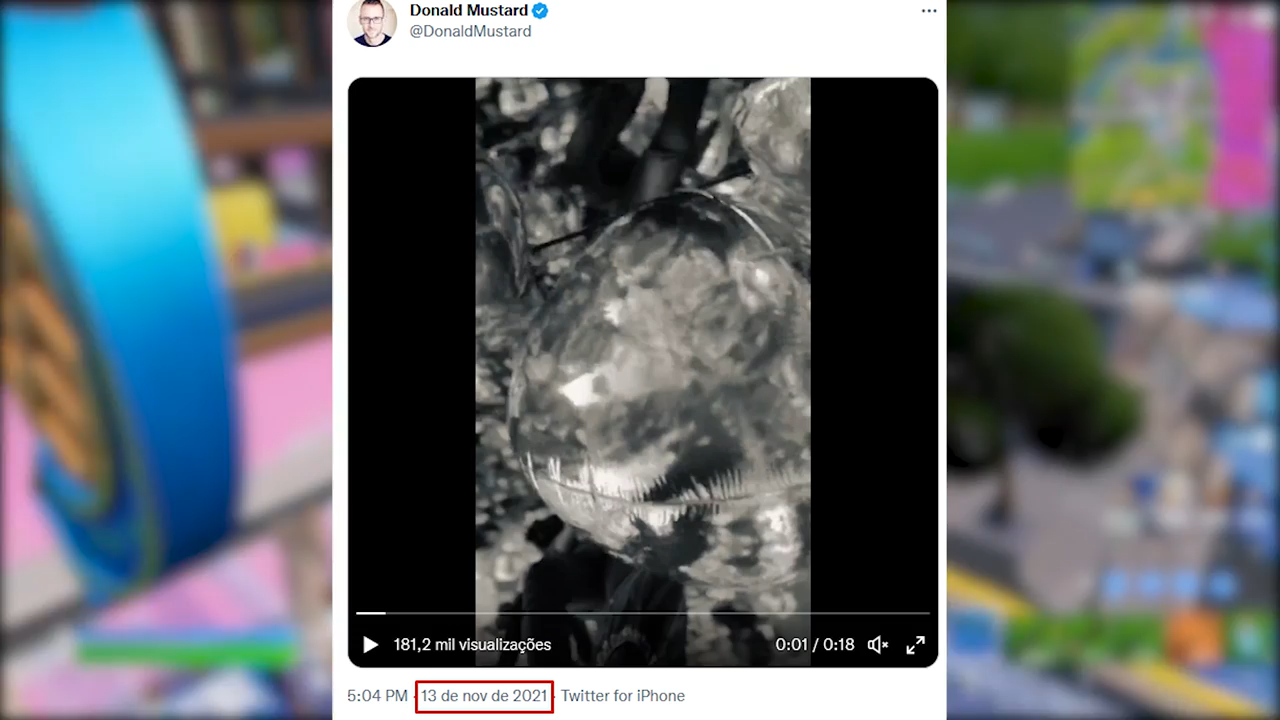 Donald Mustard
@DonaldMustard
181,2 mil visualizações
0:01 / 0:18
5:04 PM · 13 de nov de 2021 · Twitter for iPhone